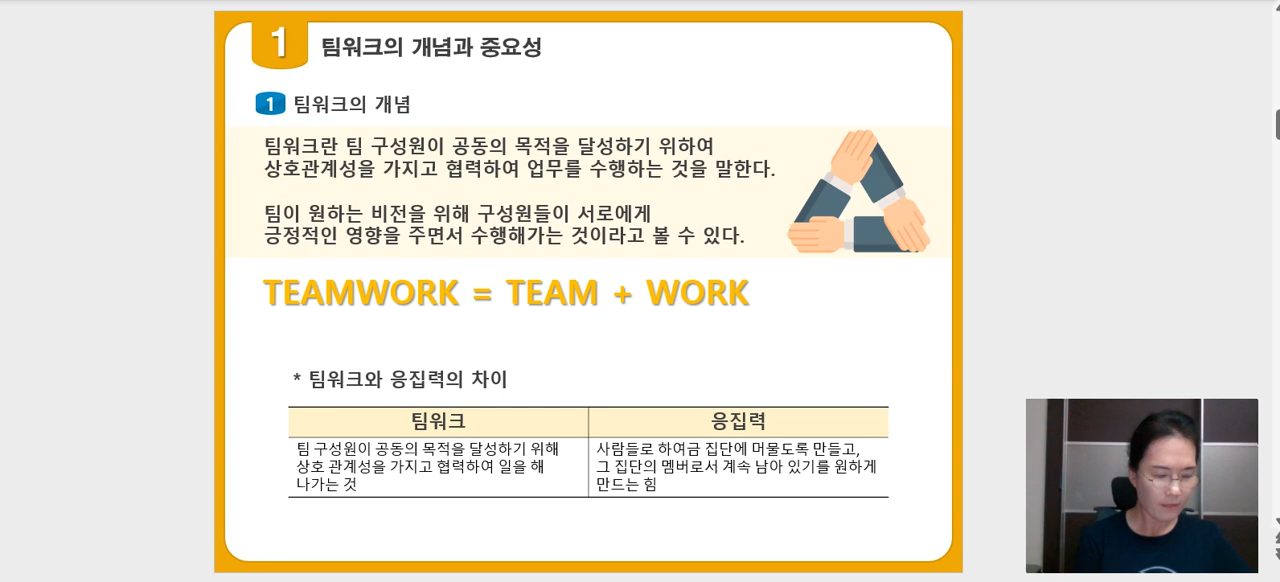 1 팀워크의 개념과 중요성
1 팀워크의 개념
팀워크란 팀 구성원이 공동의 목적을 달성하기 위하여
상호관계성을 가지고 협력하여 업무를 수행하는 것을 말한다.
팀이 원하는 비전을 위해 구성원들이 서로에게
긍정적인 영향을 주면서 수행해가는 것이라고 볼 수 있다.
TEAMWORK = TEAM + WORK
* 팀워크와 응집력의 차이
팀워크
응집력
팀 구성원이 공동의 목적을 달성하기 위해
상호 관계성을 가지고 협력하여 일을 해
나가는 것
사람들로 하여금 집단에 머물도록 만들고,
그 집단의 멤버로서 계속 남아 있기를 원하게
만드는 힘